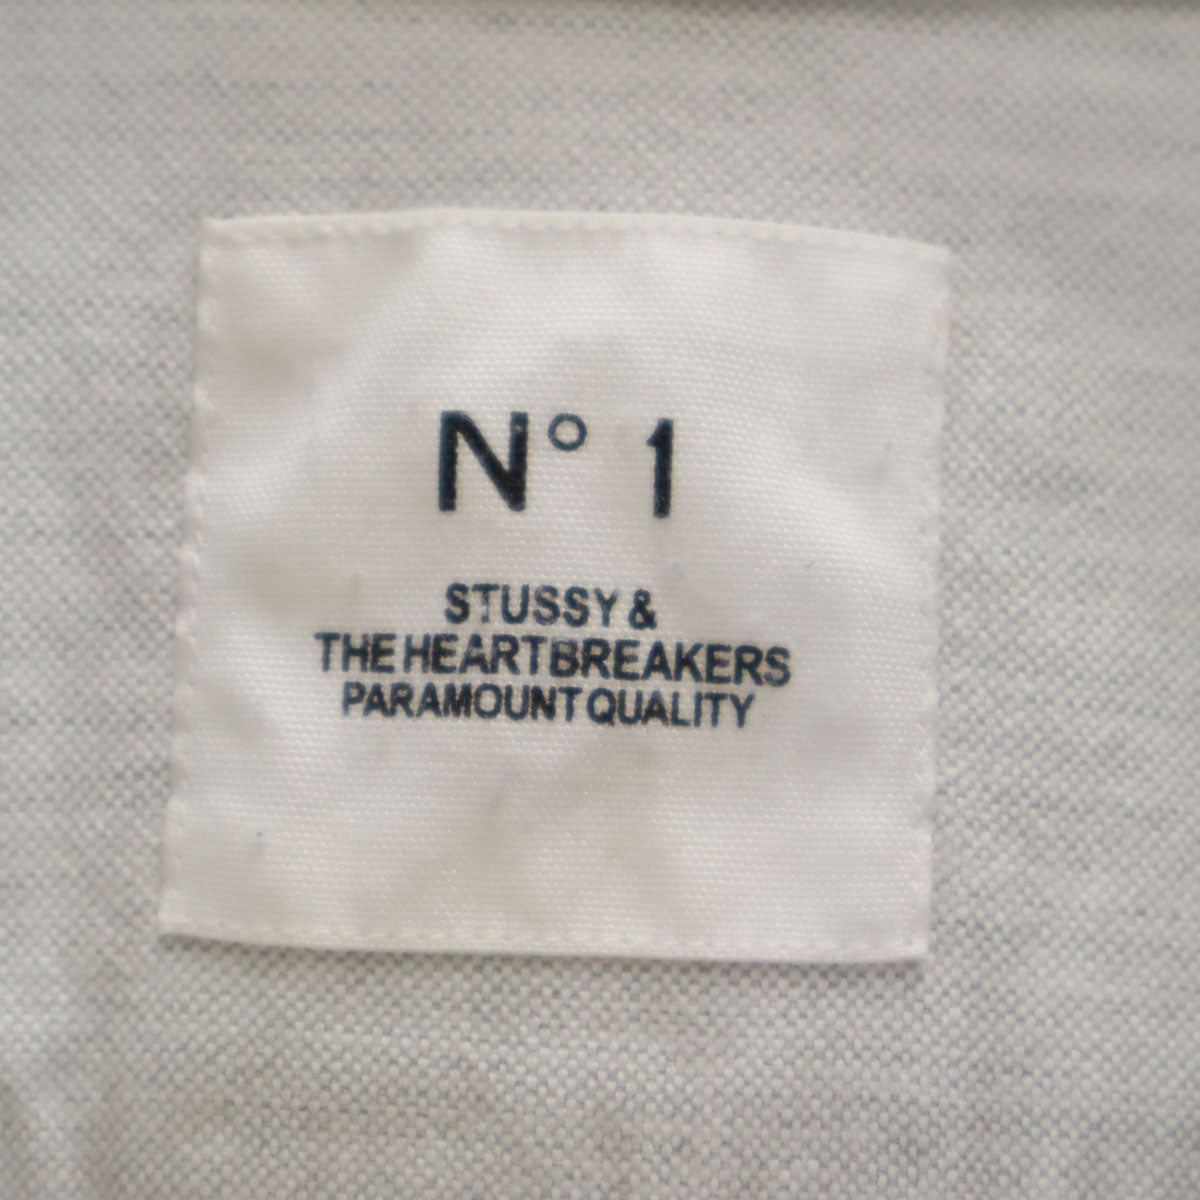 N° 1
STUSSY &
THE HEARTBREAKERS
PARAMOUNT QUALITY